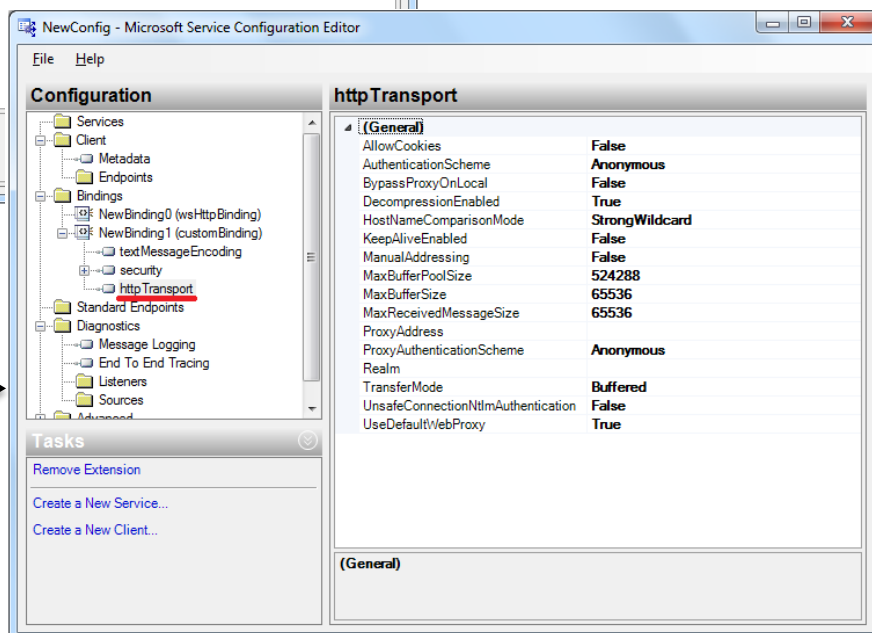 NewConfig - Microsoft Service Configuration Editor
File Help
Configuration
Services
Client
Metadata
Endpoints
Bindings
NewBinding0 (wsHttpBinding)
NewBinding1 (customBinding)
textMessageEncoding
security
httpTransport
Standard Endpoints
Diagnostics
Message Logging
End To End Tracing
Listeners
Sources
Advanced
Tasks
Remove Extension
Create a New Service...
Create a New Client...
httpTransport
(General)
AllowCookies False
AuthenticationScheme Anonymous
BypassProxyOnLocal False
DecompressionEnabled True
HostNameComparisonMode StrongWildcard
KeepAliveEnabled False
ManualAddressing False
MaxBufferPoolSize 524288
MaxBufferSize 65536
MaxReceivedMessageSize 65536
ProxyAddress
ProxyAuthenticationScheme Anonymous
Realm
TransferMode Buffered
UnsafeConnectionNtlmAuthentication False
UseDefaultWebProxy True
(General)